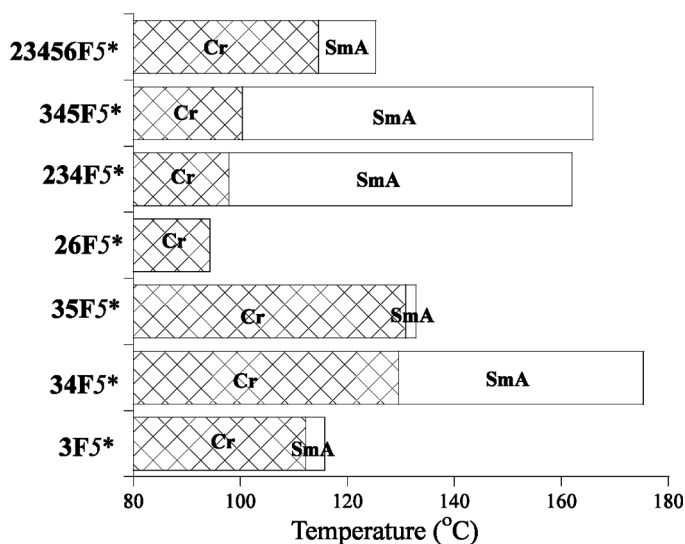 23456F5* Cr SmA
345F5* Cr SmA
234F5* Cr SmA
26F5* Cr
35F5* Cr SmA
34F5* Cr SmA
3F5* Cr SmA
80 100 120 140 160 180
Temperature (°C)